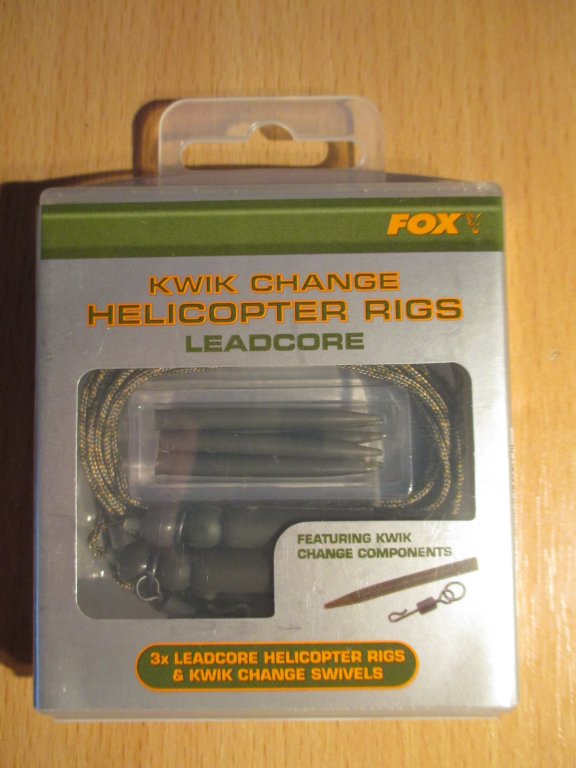 FOX
KWIK CHANGE
HELICOPTER RIGS
LEADCORE
FEATURING KWIK
CHANGE COMPONENTS
3x LEADCORE HELICOPTER RIGS
& KWIK CHANGE SWIVELS